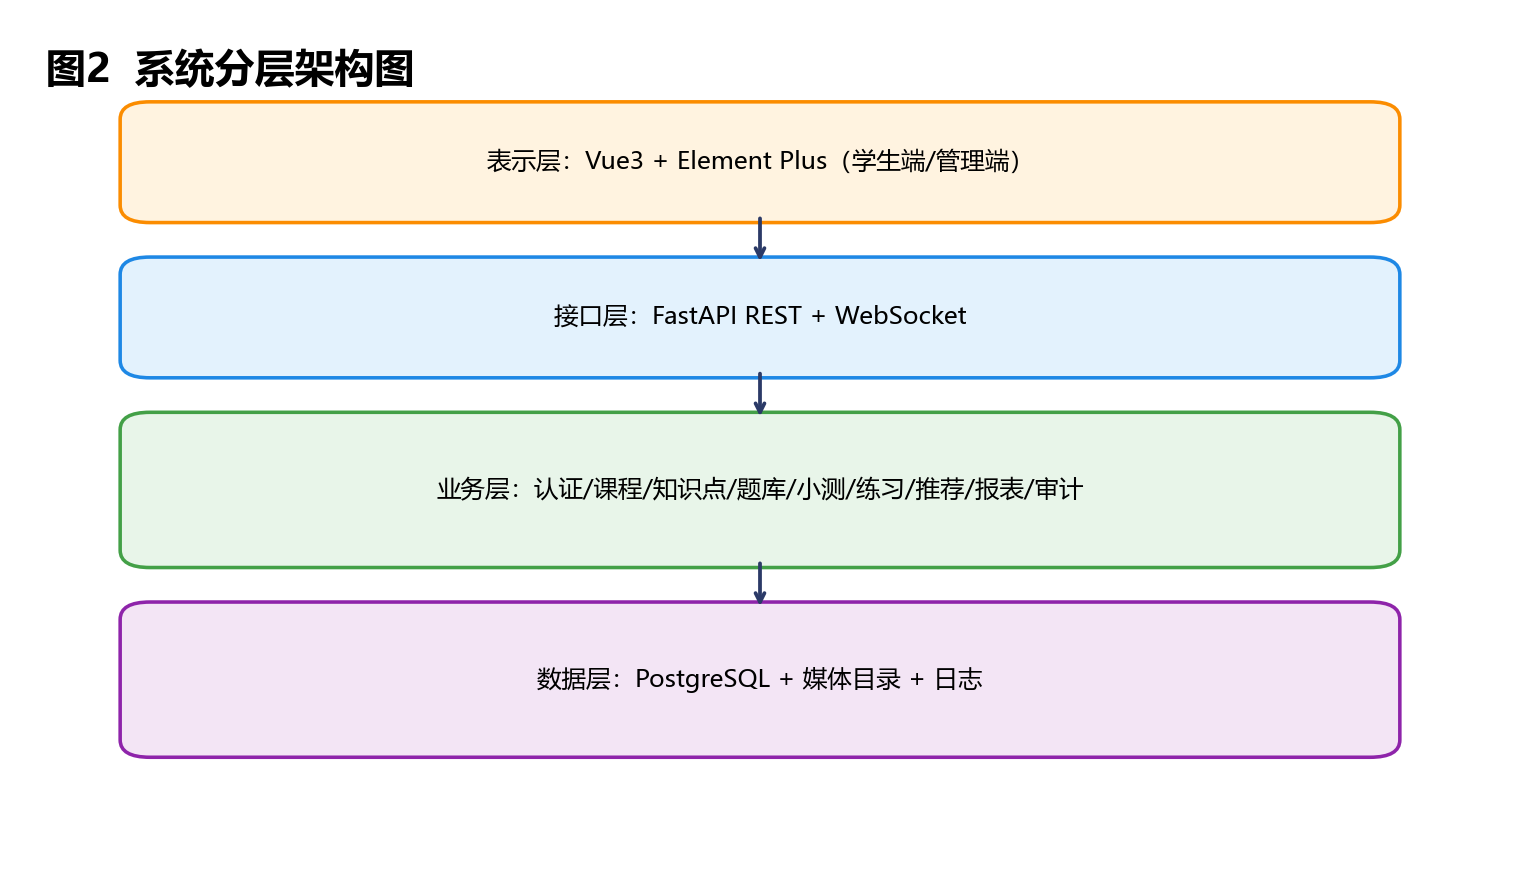 图2 系统分层架构图
表示层：Vue3 + Element Plus（学生端/管理端）
接口层：FastAPI REST + WebSocket
业务层：认证/课程/知识点/题库/小测/练习/推荐/报表/审计
数据层：PostgreSQL + 媒体目录 + 日志